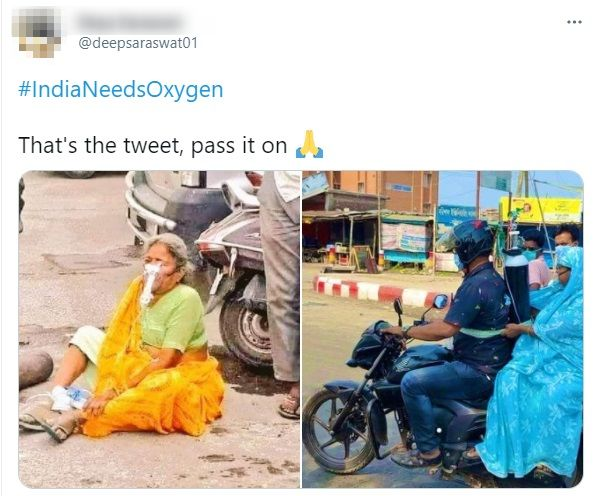 @deepsaraswat01
#IndiaNeedsOxygen
That's the tweet, pass it on 🙏